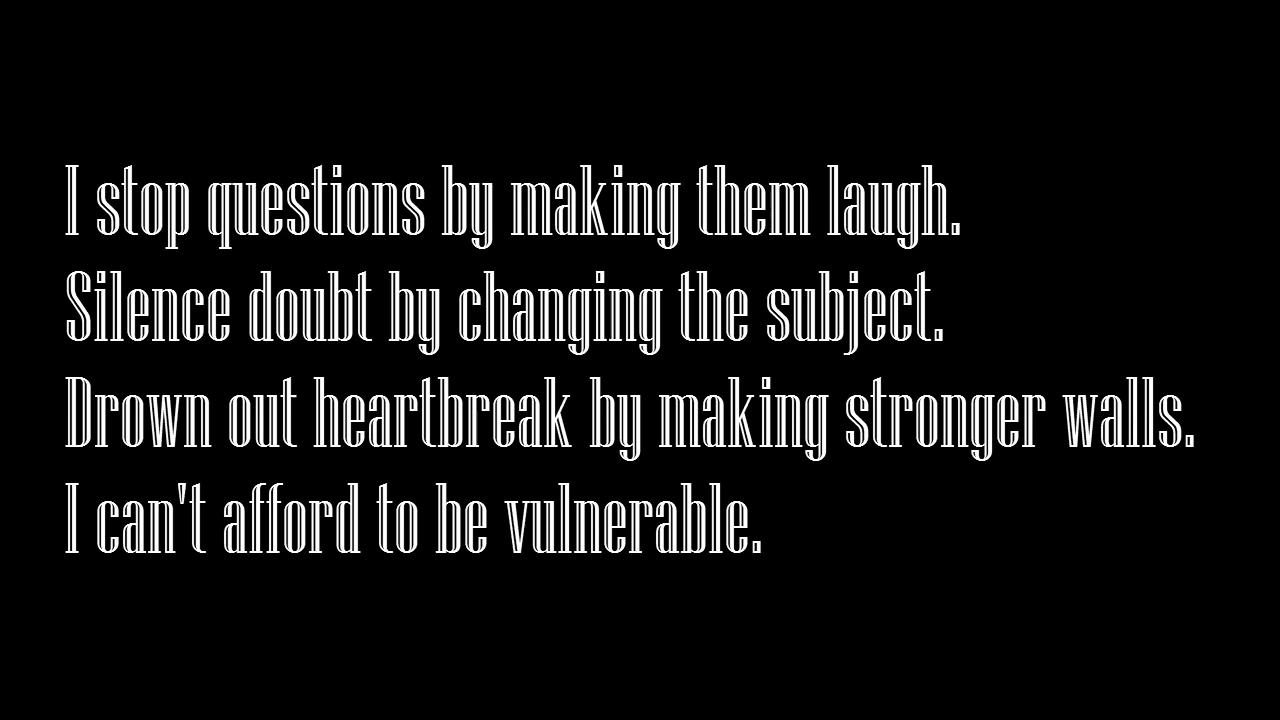 I stop questions by making them laugh.
Silence doubt by changing the subject.
Drown out heartbreak by making stronger walls.
I can't afford to be vulnerable.